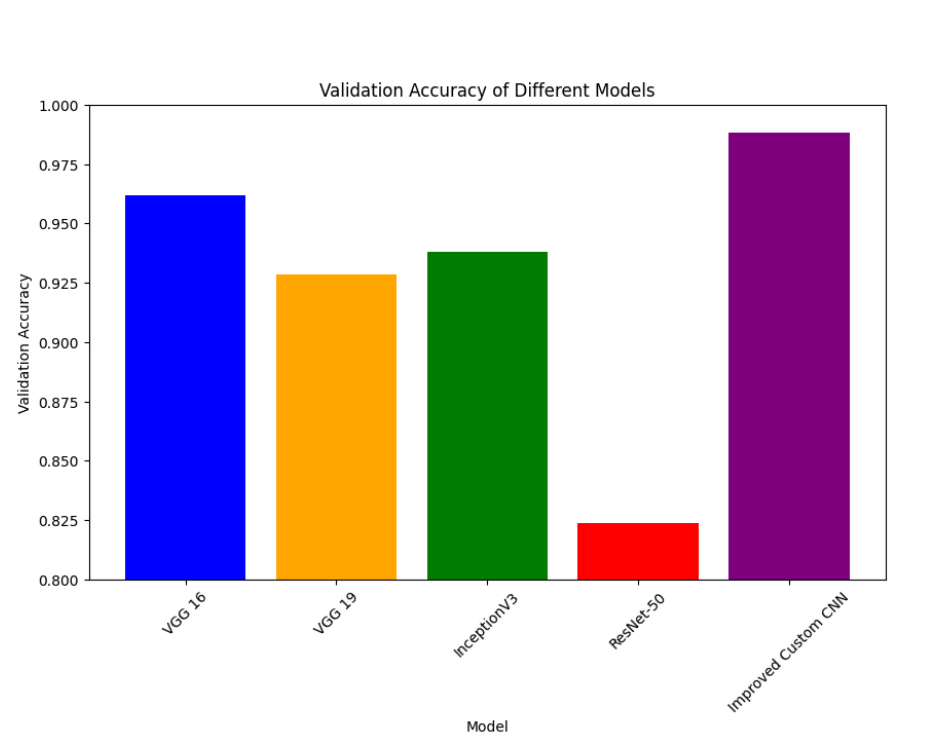 Validation Accuracy of Different Models
Validation Accuracy
1.000
0.975
0.950
0.925
0.900
0.875
0.850
0.825
0.800
VGG 16
VGG 19
InceptionV3
ResNet-50
Improved Custom CNN
Model